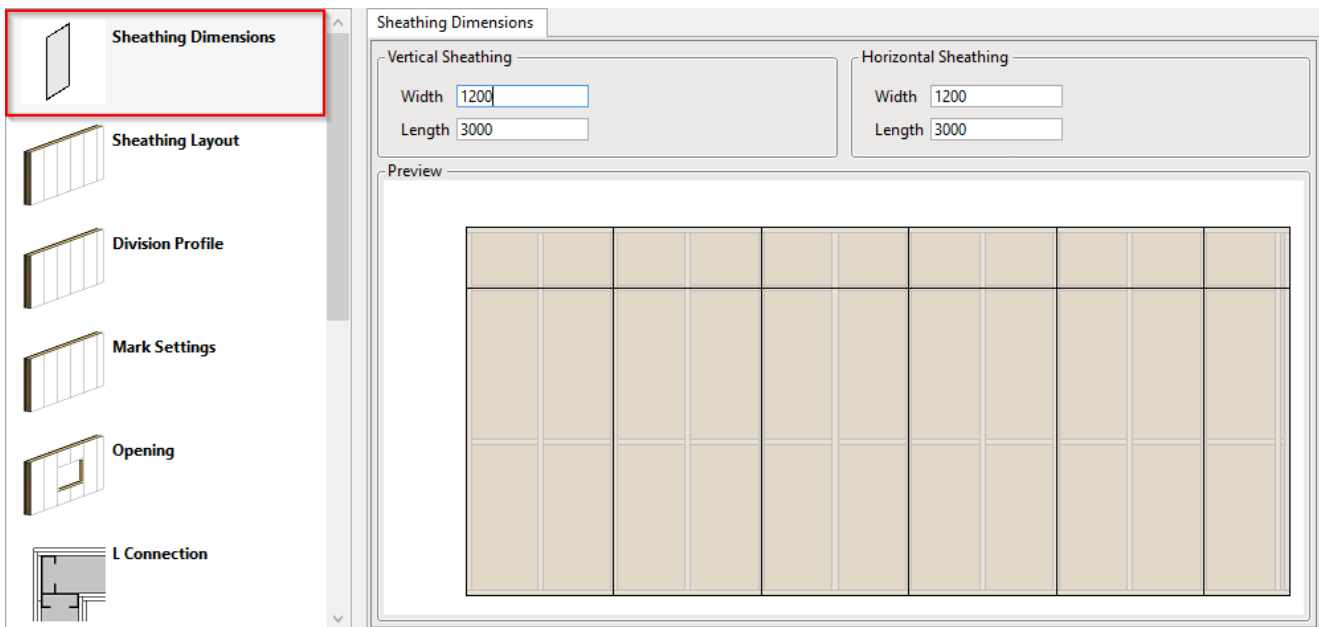 Sheathing Dimensions
Sheathing Layout
Division Profile
Mark Settings
Opening
L Connection
Sheathing Dimensions
Vertical Sheathing
Width 1200
Length 3000
Horizontal Sheathing
Width 1200
Length 3000
Preview